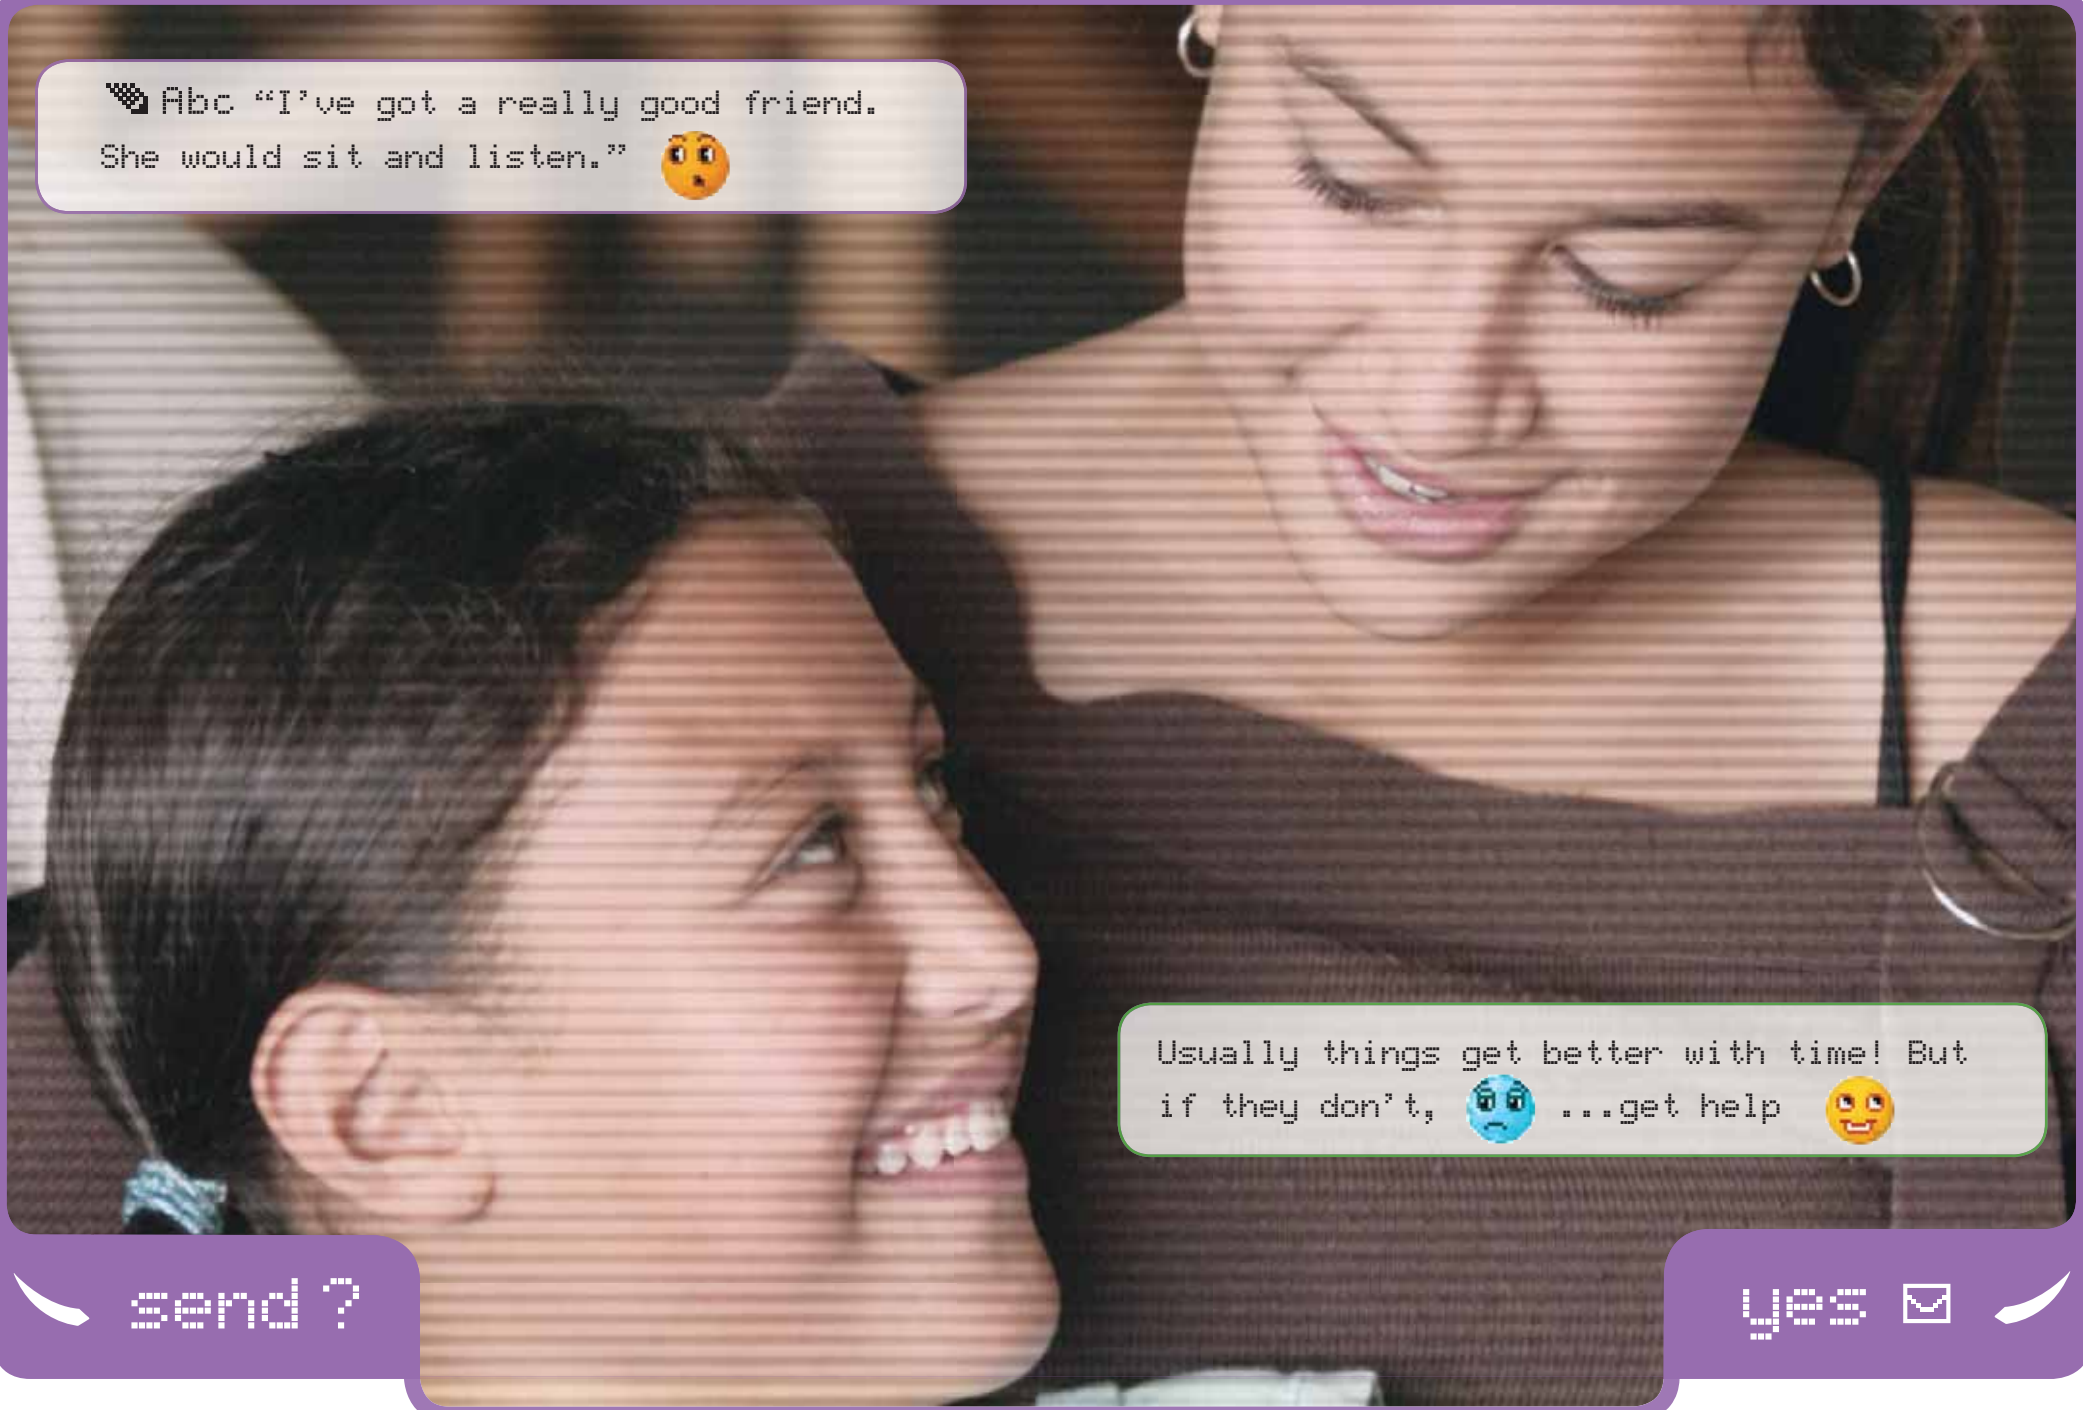 Abc “I’ve got a really good friend.
She would sit and listen.”
Usually things get better with time! But
if they don’t, ...get help
send ?
yes